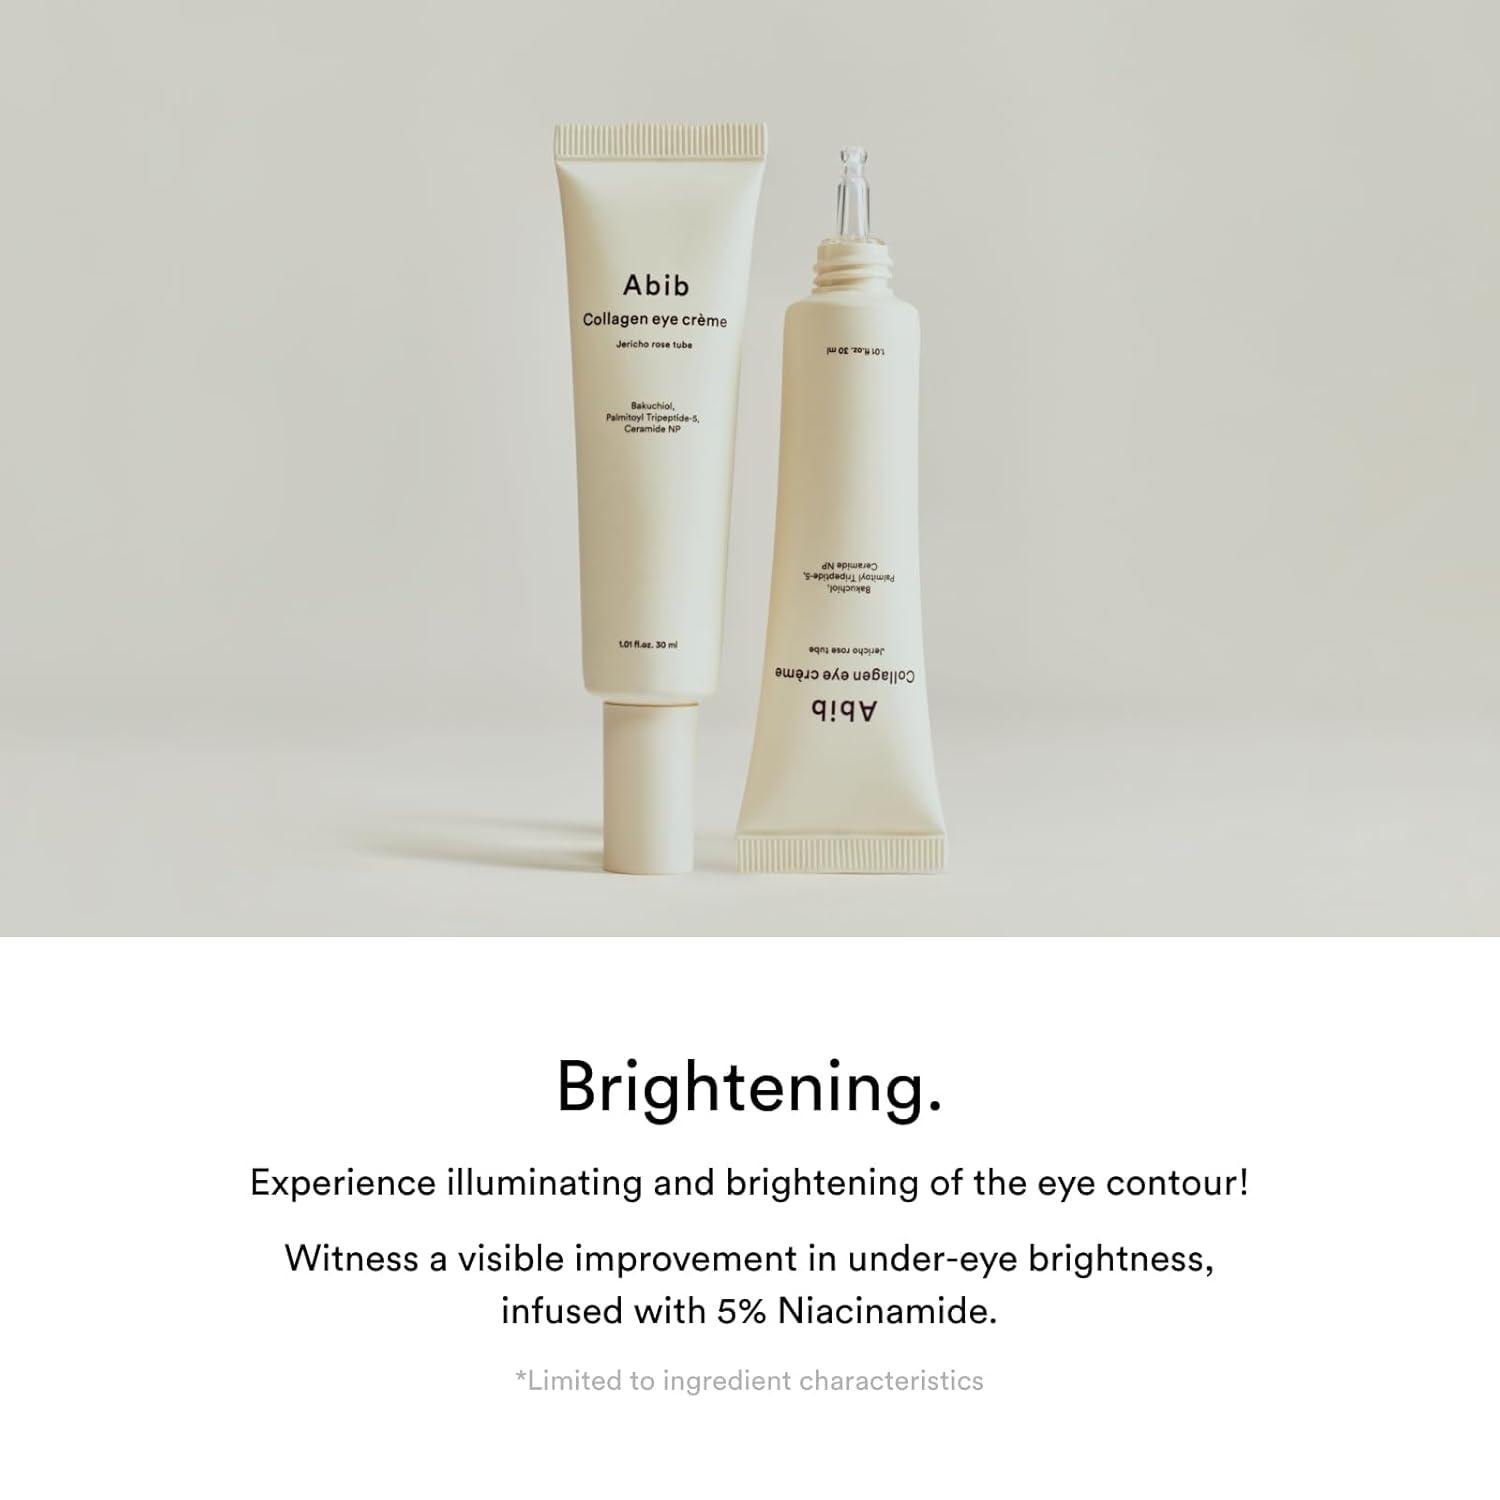 Abib
Collagen eye crème
Jericho rose tube
Bakuchiol,
Palmitoyl Tripeptide-5,
Ceramide NP
1.01 fl.oz. 30 ml
Abib
Collagen eye crème
Jericho rose tube
Bakuchiol,
Palmitoyl Tripeptide-5,
Ceramide NP
1.01 fl.oz. 30 ml
Brightening.
Experience illuminating and brightening of the eye contour!
Witness a visible improvement in under-eye brightness,
infused with 5% Niacinamide.
*Limited to ingredient characteristics